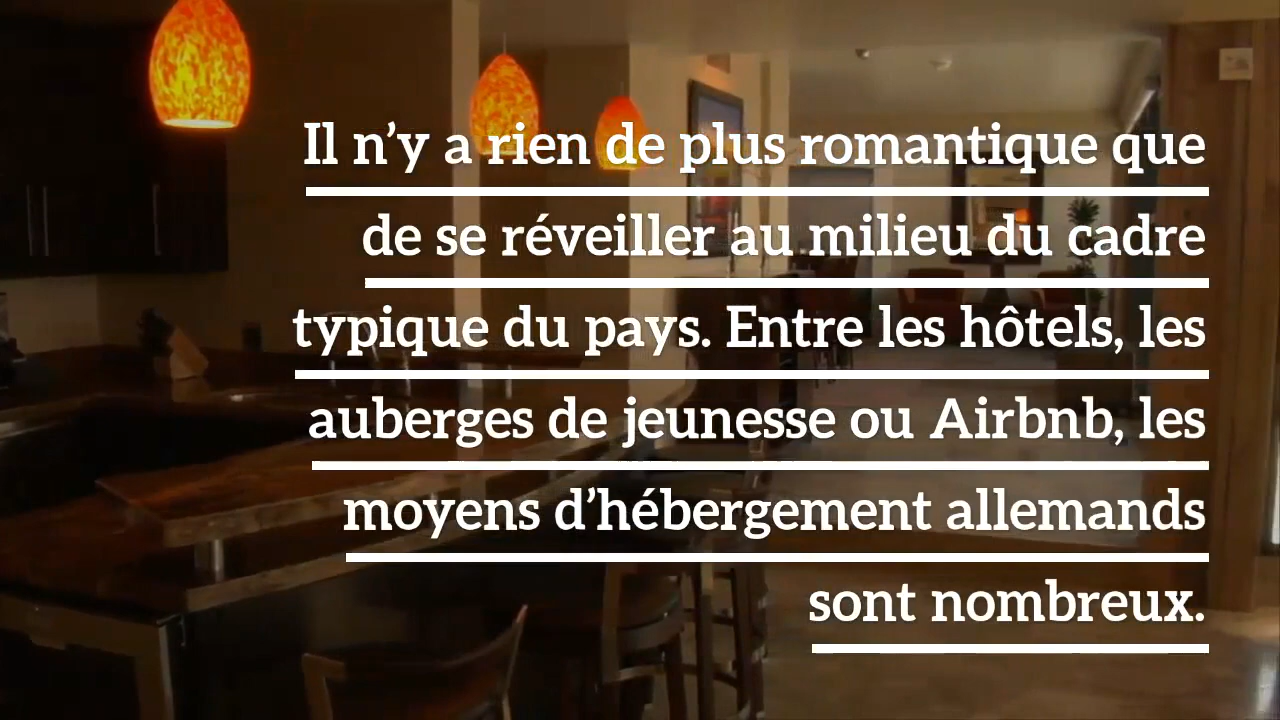 Il n’y a rien de plus romantique que
de se réveiller au milieu du cadre
typique du pays. Entre les hôtels, les
auberges de jeunesse ou Airbnb, les
moyens d’hébergement allemands
sont nombreux.